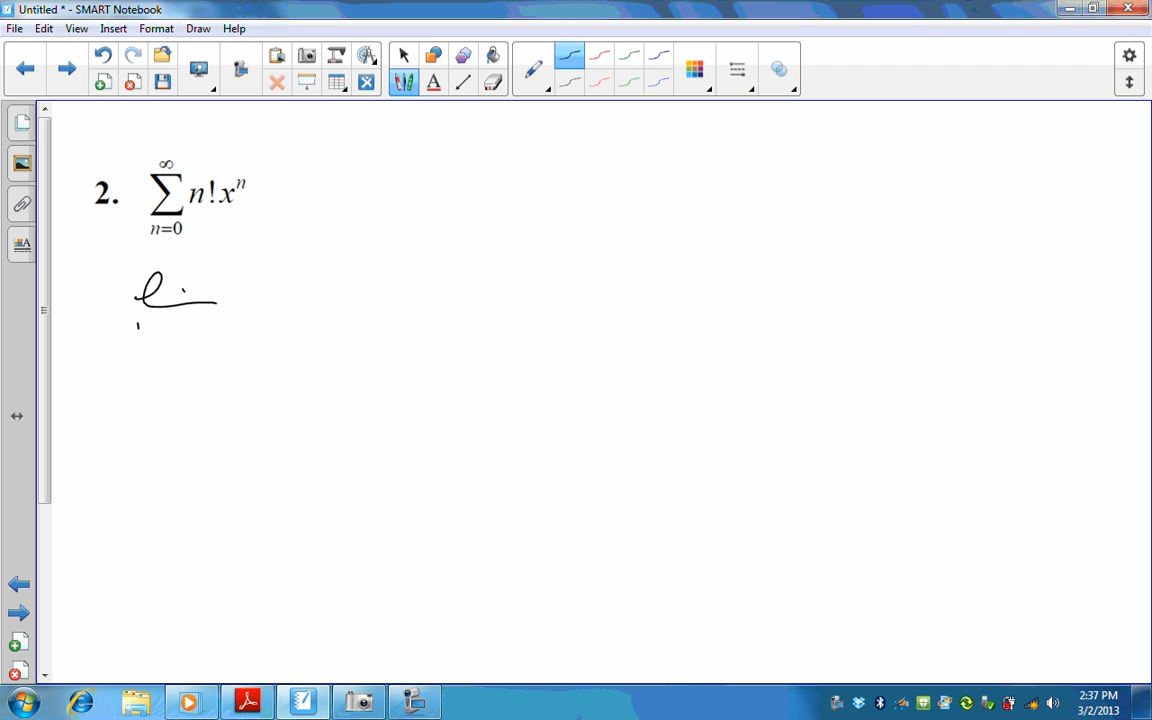 Untitled * - SMART Notebook
File Edit View Insert Format Draw Help
A
2. ∞ ∑ n=0 n!xⁿ
2:37 PM
3/2/2013